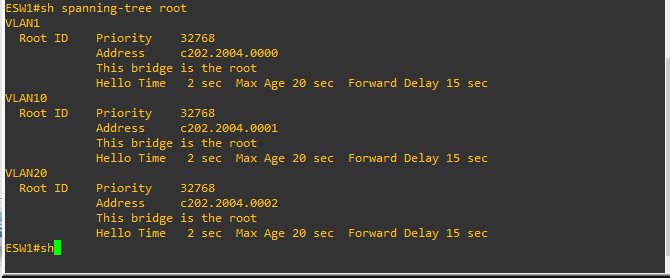 ESW1#sh spanning-tree root
VLAN1
  Root ID    Priority    32768
             Address     c202.2004.0000
             This bridge is the root
             Hello Time   2 sec  Max Age 20 sec  Forward Delay 15 sec
VLAN10
  Root ID    Priority    32768
             Address     c202.2004.0001
             This bridge is the root
             Hello Time   2 sec  Max Age 20 sec  Forward Delay 15 sec
VLAN20
  Root ID    Priority    32768
             Address     c202.2004.0002
             This bridge is the root
             Hello Time   2 sec  Max Age 20 sec  Forward Delay 15 sec
ESW1#sh